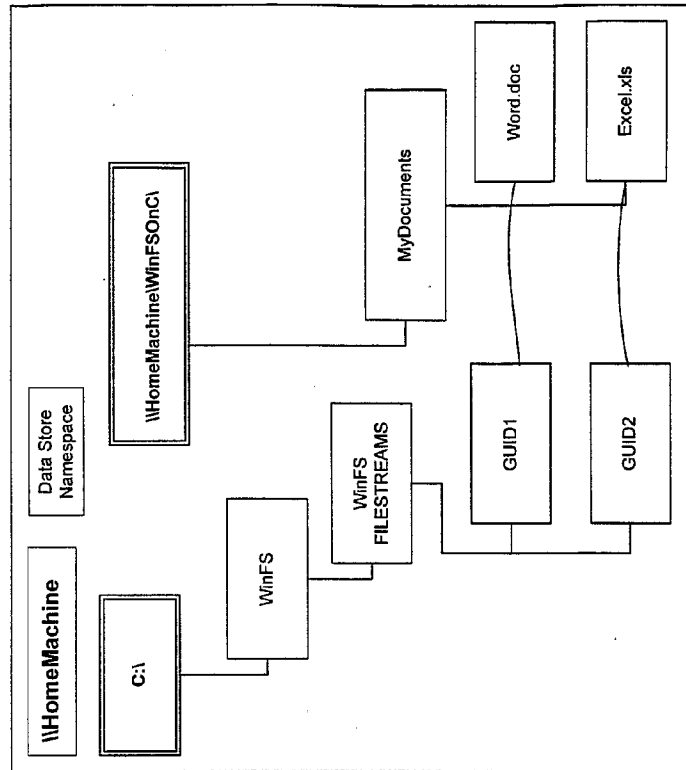 \\HomeMachine
Data Store
Namespace
C:\
\\HomeMachine\WinFSOnC\
WinFS
WinFS
FILESTREAMS
MyDocuments
GUID1
Word.doc
GUID2
Excel.xls